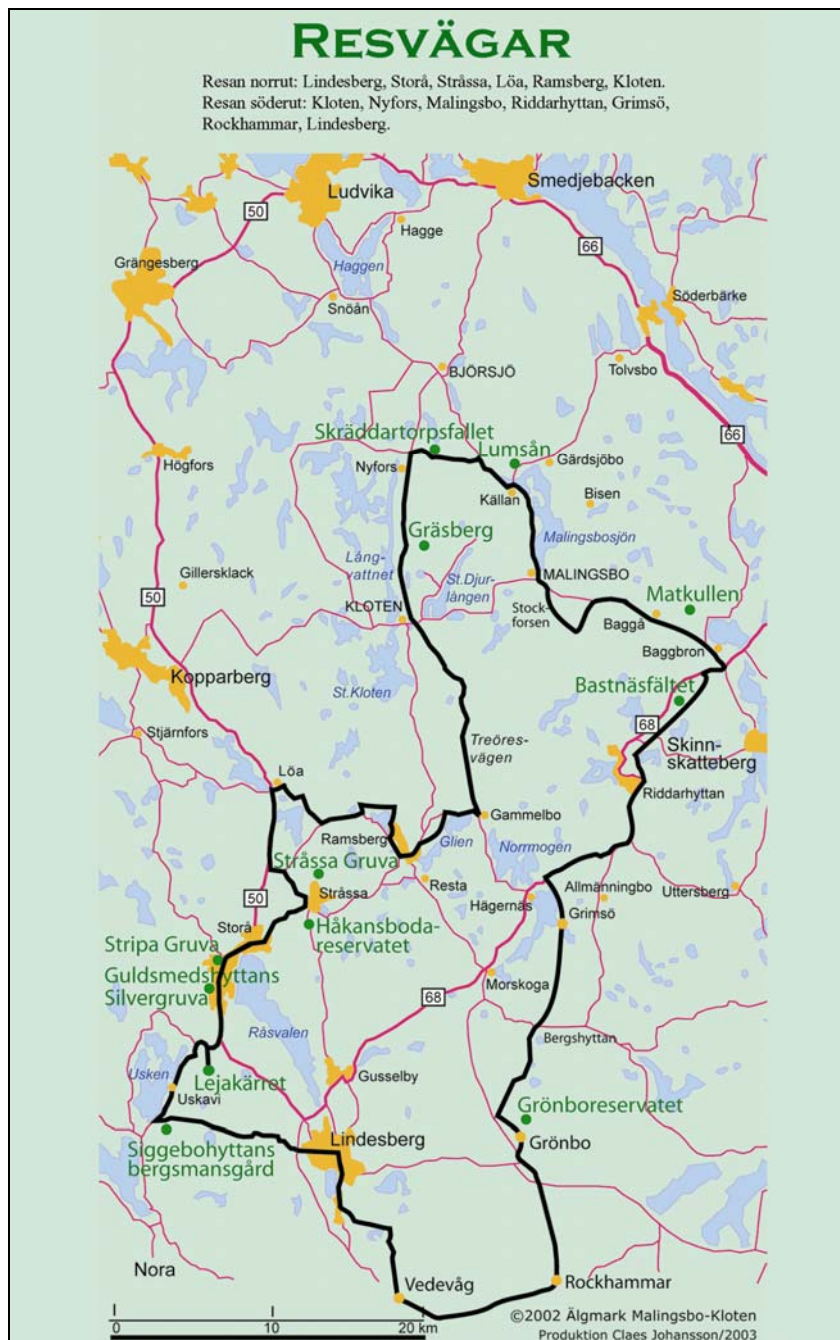 RESVÄGAR
Resan norrut: Lindesberg, Storå, Stråssa, Löa, Ramsberg, Kloten.
Resan söderut: Kloten, Nyfors, Malingsbo, Riddarhyttan, Grimsö,
Rockhammar, Lindesberg.
Ludvika
Smedjebacken
50
Hagge
66
Grängesberg
Haggen
Snöån
Söderbärke
BJÖRSJÖ
Tolvsbo
Skräddartorpsfallet
66
Högfors
Nyfors
Lumsån
Gärdsjöbo
Källan
Bisen
Gräsberg
Lång-
vattnet
Malingsbosjön
Gillersklack
St.Djur-
lången
MALINGSBO
50
KLOTEN
Stock-
forsen
Matkullen
Baggå
Baggbron
Kopparberg
St.Kloten
Bastnäsfältet
Stjärnfors
Treöres-
vägen
68
Skinn-
skatteberg
Löa
Riddarhyttan
Gammelbo
Ramsberg
Glien
Norrmogen
Stråssa Gruva
Resta
Stråssa
50
Allmänningbo
Uttersberg
Hägernäs
Storå
Håkansboda-
reservatet
Grimsö
Stripa Gruva
Guldsmedshyttans
Silvergruva
Morskoga
68
Råsvalen
Bergshyttan
Usken
Lejakärret
Gusselby
Uskavi
Grönboreservatet
Siggebohyttans
bergsmansgård
Lindesberg
Grönbo
Nora
Vedevåg
Rockhammar
0
10
20 km
©2002 Älgmark Malingsbo-Kloten
Produktion Claes Johansson/2003